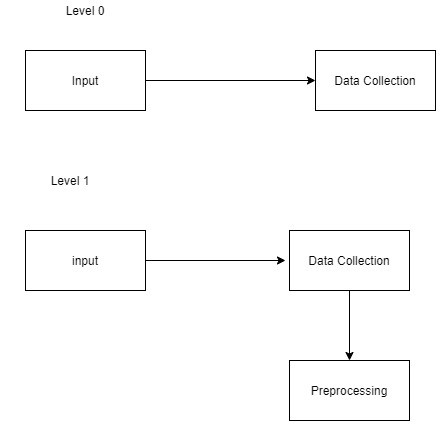 Level 0
Input
Data Collection
Level 1
input
Data Collection
Preprocessing